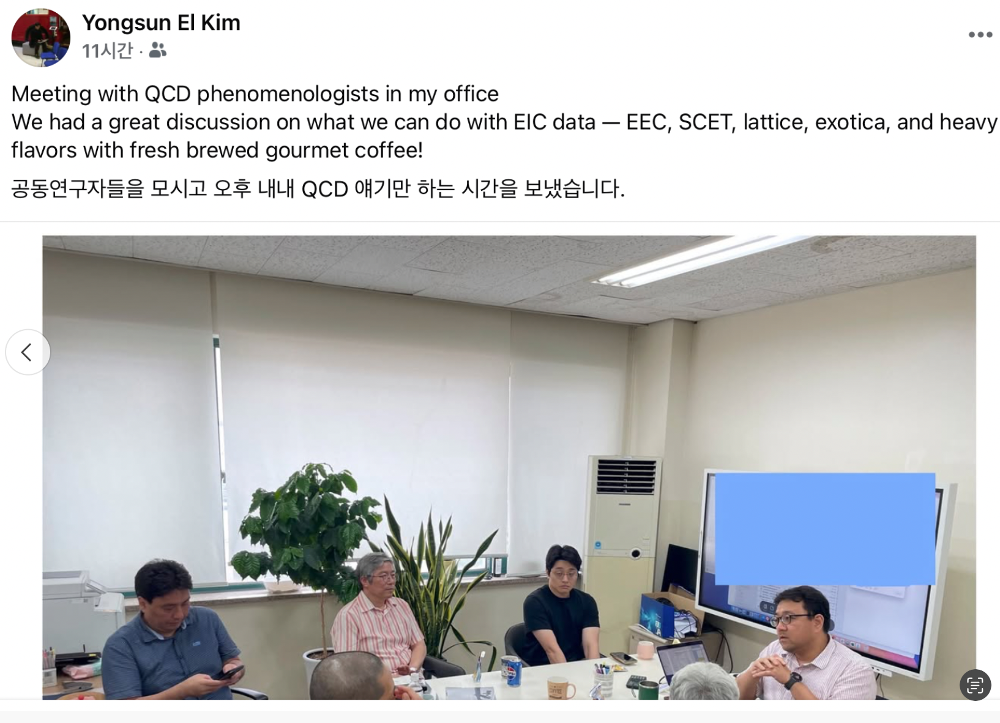 Yongsun El Kim
11시간 ·
Meeting with QCD phenomenologists in my office
We had a great discussion on what we can do with EIC data — EEC, SCET, lattice, exotica, and heavy
flavors with fresh brewed gourmet coffee!
공동연구자들을 모시고 오후 내내 QCD 얘기만 하는 시간을 보냈습니다.
pepsi